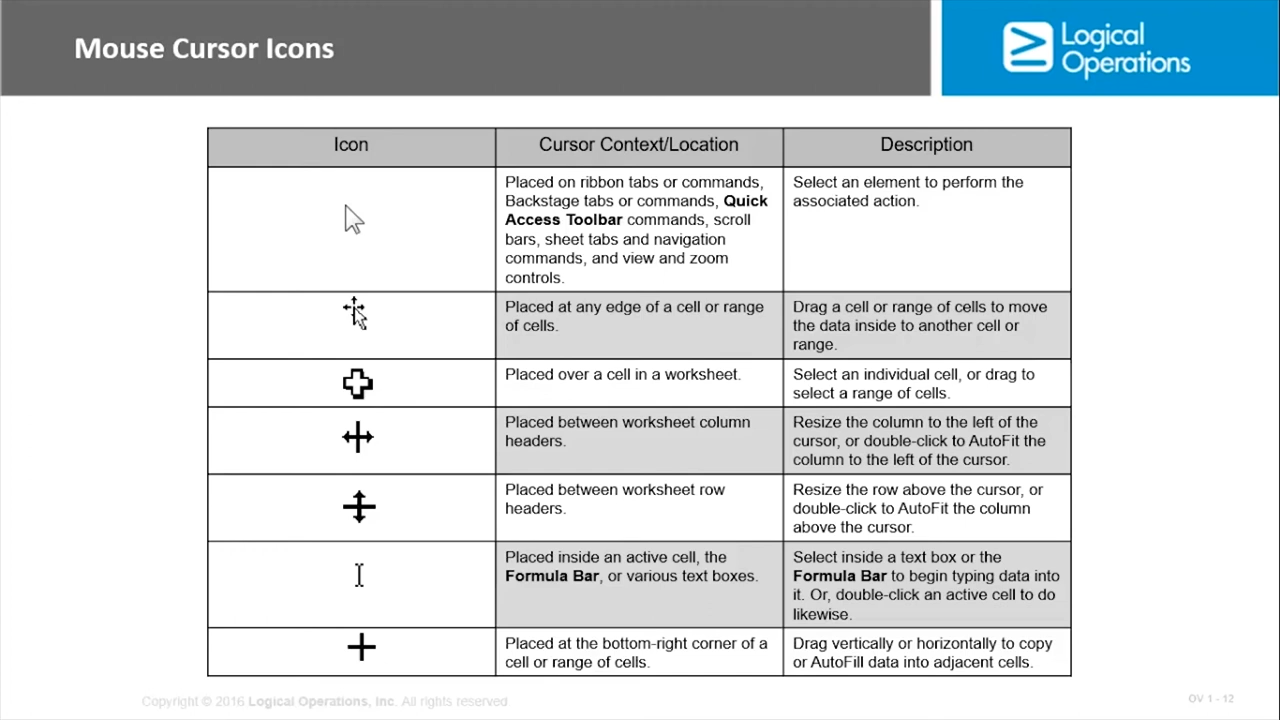 Mouse Cursor Icons
Logical
Operations
Icon
Cursor Context/Location
Description
Placed on ribbon tabs or commands,
Backstage tabs or commands, Quick
Access Toolbar commands, scroll
bars, sheet tabs and navigation
commands, and view and zoom
controls.
Select an element to perform the
associated action.
Placed at any edge of a cell or range
of cells.
Drag a cell or range of cells to move
the data inside to another cell or
range.
Placed over a cell in a worksheet.
Select an individual cell, or drag to
select a range of cells.
Placed between worksheet column
headers.
Resize the column to the left of the
cursor, or double-click to AutoFit the
column to the left of the cursor.
Placed between worksheet row
headers.
Resize the row above the cursor, or
double-click to AutoFit the column
above the cursor.
Placed inside an active cell, the
Formula Bar, or various text boxes.
Select inside a text box or the
Formula Bar to begin typing data into
it. Or, double-click an active cell to do
likewise.
Placed at the bottom-right corner of a
cell or range of cells.
Drag vertically or horizontally to copy
or AutoFill data into adjacent cells.
Copyright © 2016 Logical Operations, Inc. All rights reserved
OV 1 - 12